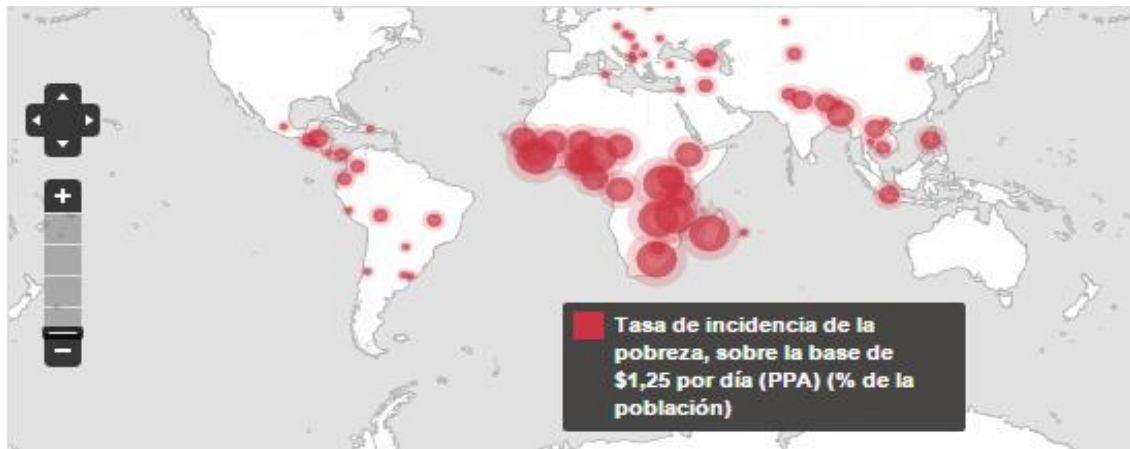 +
−
Tasa de incidencia de la
pobreza, sobre la base de
$1,25 por día (PPA) (% de la
población)